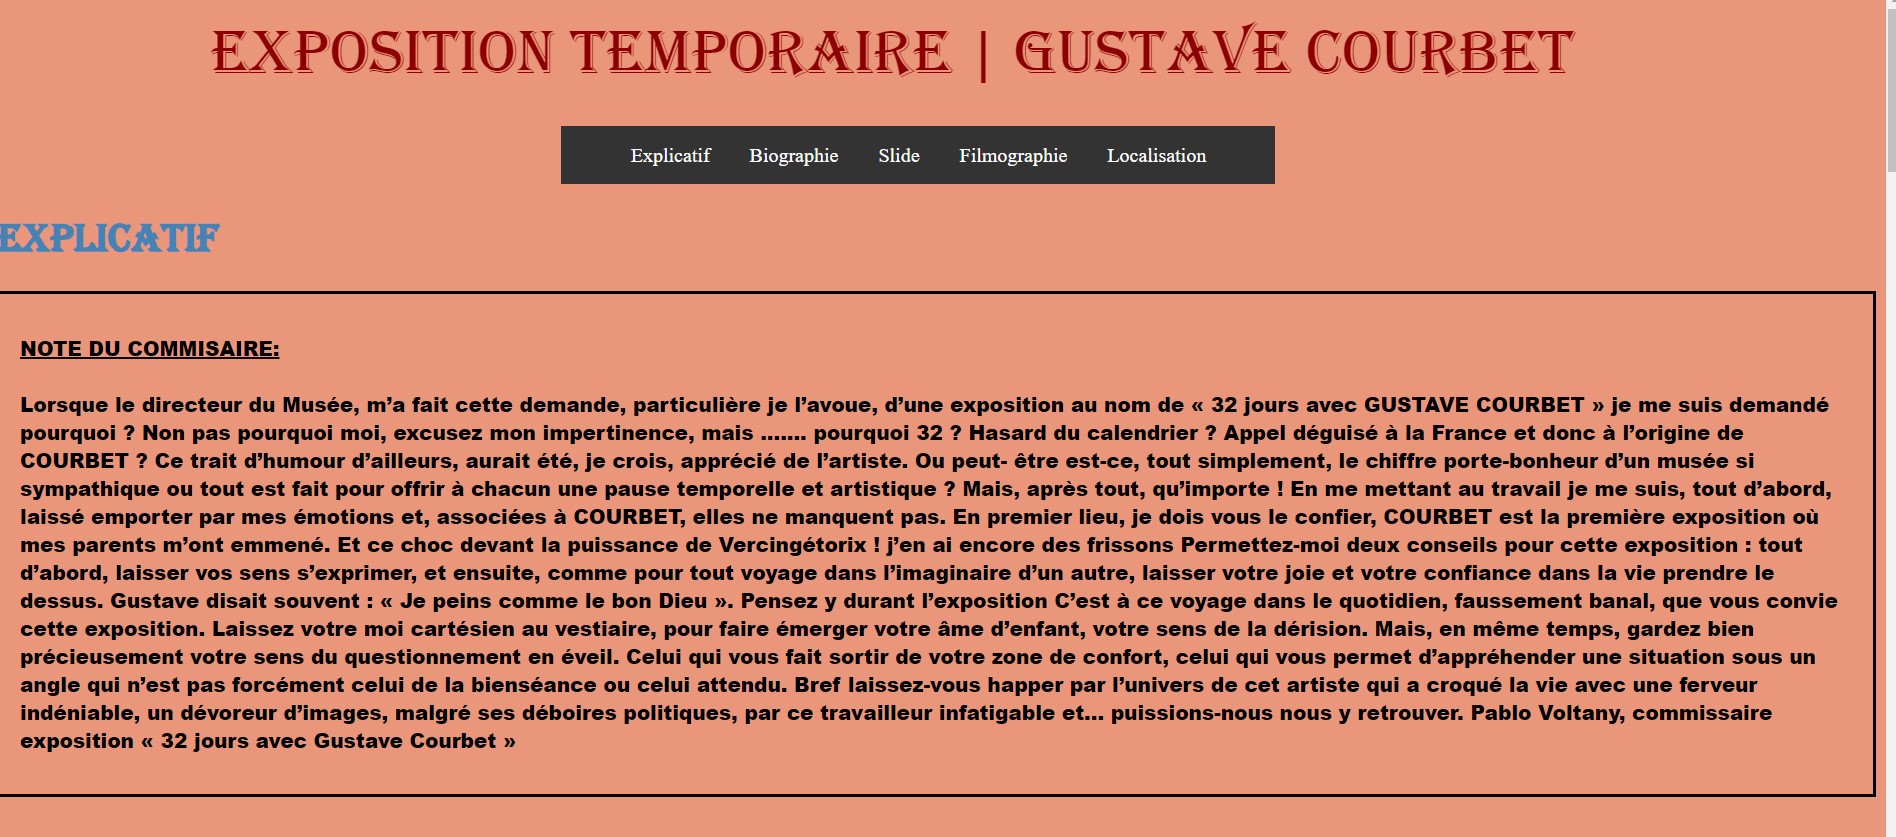 EXPOSITION TEMPORAIRE | GUSTAVE COURBET
Explicatif Biographie Slide Filmographie Localisation
EXPLICATIF
NOTE DU COMMISAIRE:
Lorsque le directeur du Musée, m’a fait cette demande, particulière je l’avoue, d’une exposition au nom de « 32 jours avec GUSTAVE COURBET » je me suis demandé
pourquoi ? Non pas pourquoi moi, excusez mon impertinence, mais ....... pourquoi 32 ? Hasard du calendrier ? Appel déguisé à la France et donc à l’origine de
COURBET ? Ce trait d’humour d’ailleurs, aurait été, je crois, apprécié de l’artiste. Ou peut- être est-ce, tout simplement, le chiffre porte-bonheur d’un musée si
sympathique ou tout est fait pour offrir à chacun une pause temporelle et artistique ? Mais, après tout, qu’importe ! En me mettant au travail je me suis, tout d’abord,
laissé emporter par mes émotions et, associées à COURBET, elles ne manquent pas. En premier lieu, je dois vous le confier, COURBET est la première exposition où
mes parents m’ont emmené. Et ce choc devant la puissance de Vercingétorix ! j’en ai encore des frissons Permettez-moi deux conseils pour cette exposition : tout
d’abord, laisser vos sens s’exprimer, et ensuite, comme pour tout voyage dans l’imaginaire d’un autre, laisser votre joie et votre confiance dans la vie prendre le
dessus. Gustave disait souvent : « Je peins comme le bon Dieu ». Pensez y durant l’exposition C’est à ce voyage dans le quotidien, faussement banal, que vous convie
cette exposition. Laissez votre moi cartésien au vestiaire, pour faire émerger votre âme d’enfant, votre sens de la dérision. Mais, en même temps, gardez bien
précieusement votre sens du questionnement en éveil. Celui qui vous fait sortir de votre zone de confort, celui qui vous permet d’appréhender une situation sous un
angle qui n’est pas forcément celui de la bienséance ou celui attendu. Bref laissez-vous happer par l’univers de cet artiste qui a croqué la vie avec une ferveur
indéniable, un dévoreur d’images, malgré ses déboires politiques, par ce travailleur infatigable et... puissions-nous nous y retrouver. Pablo Voltany, commissaire
exposition « 32 jours avec Gustave Courbet »